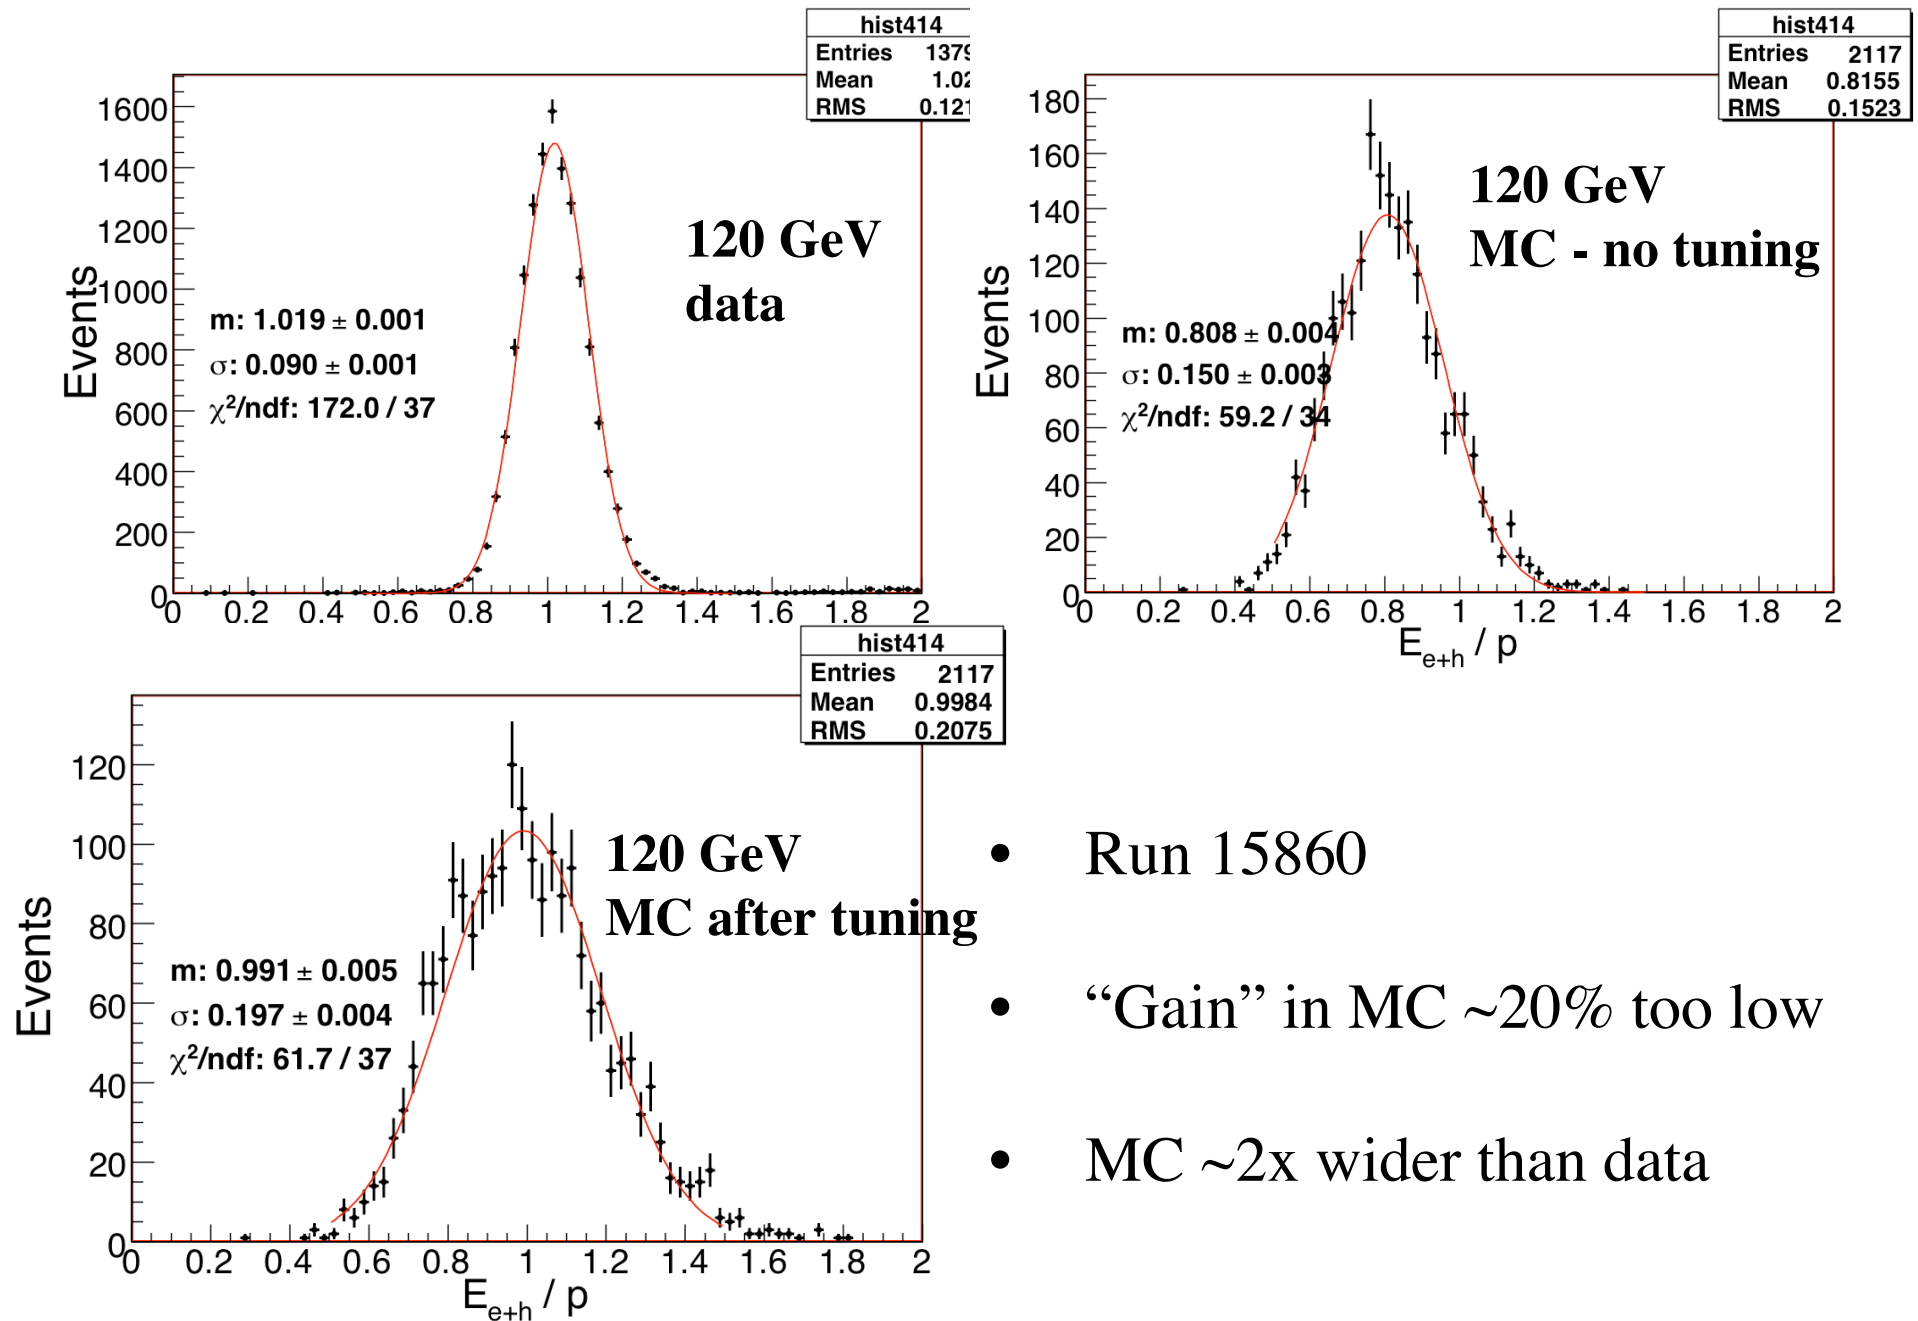 hist414
Entries 1379
Mean 1.02
RMS 0.121
1600
1400
1200
1000
800
600
400
200
0
Events
m: 1.019 ± 0.001
σ: 0.090 ± 0.001
χ²/ndf: 172.0 / 37
120 GeV
data
0 0.2 0.4 0.6 0.8 1 1.2 1.4 1.6 1.8 2
hist414
Entries 2117
Mean 0.8155
RMS 0.1523
180
160
140
120
100
80
60
40
20
0
Events
m: 0.808 ± 0.004
σ: 0.150 ± 0.003
χ²/ndf: 59.2 / 34
120 GeV
MC - no tuning
0 0.2 0.4 0.6 0.8 1 1.2 1.4 1.6 1.8 2
E_{e+h} / p
hist414
Entries 2117
Mean 0.9984
RMS 0.2075
120
100
80
60
40
20
0
Events
m: 0.991 ± 0.005
σ: 0.197 ± 0.004
χ²/ndf: 61.7 / 37
120 GeV
MC after tuning
0 0.2 0.4 0.6 0.8 1 1.2 1.4 1.6 1.8 2
E_{e+h} / p
• Run 15860
• “Gain” in MC ~20% too low
• MC ~2x wider than data